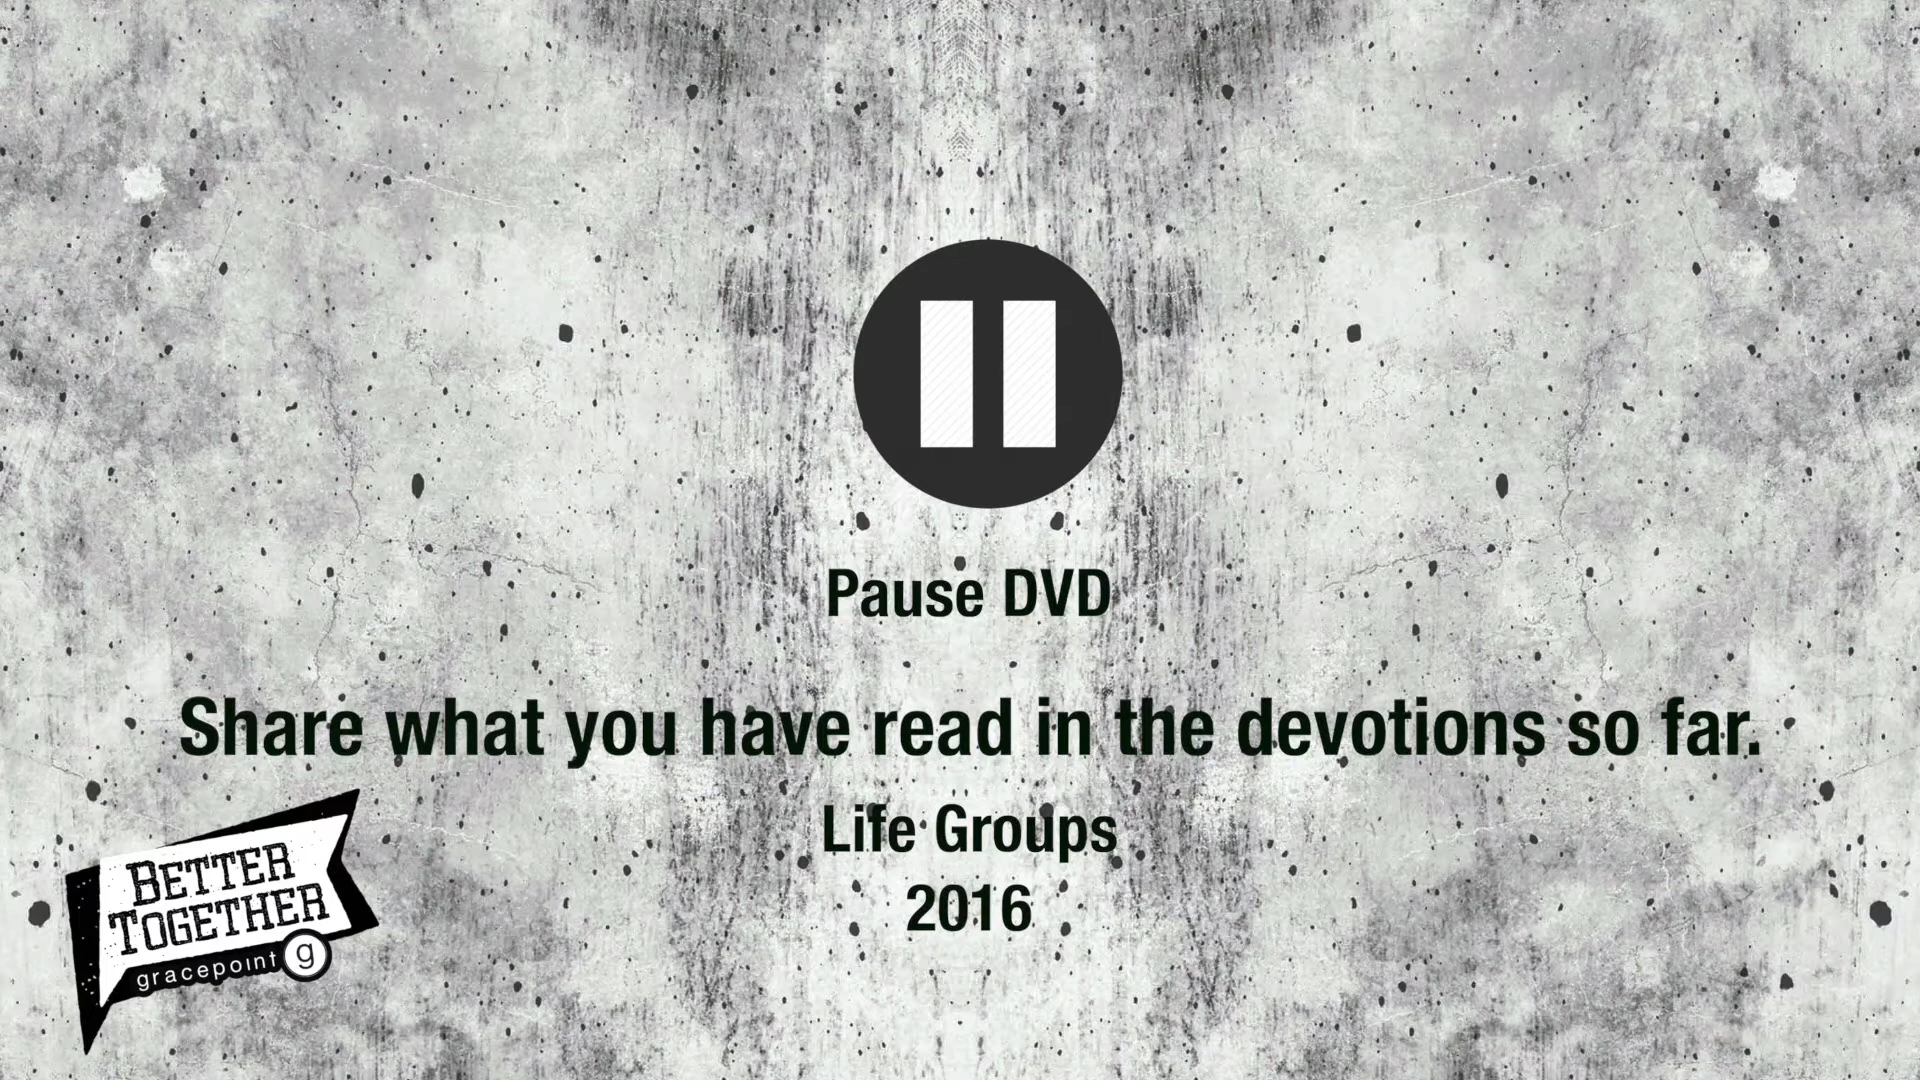 Pause DVD
Share what you have read in the devotions so far.
Life Groups
2016
BETTER
TOGETHER
gracepoint g